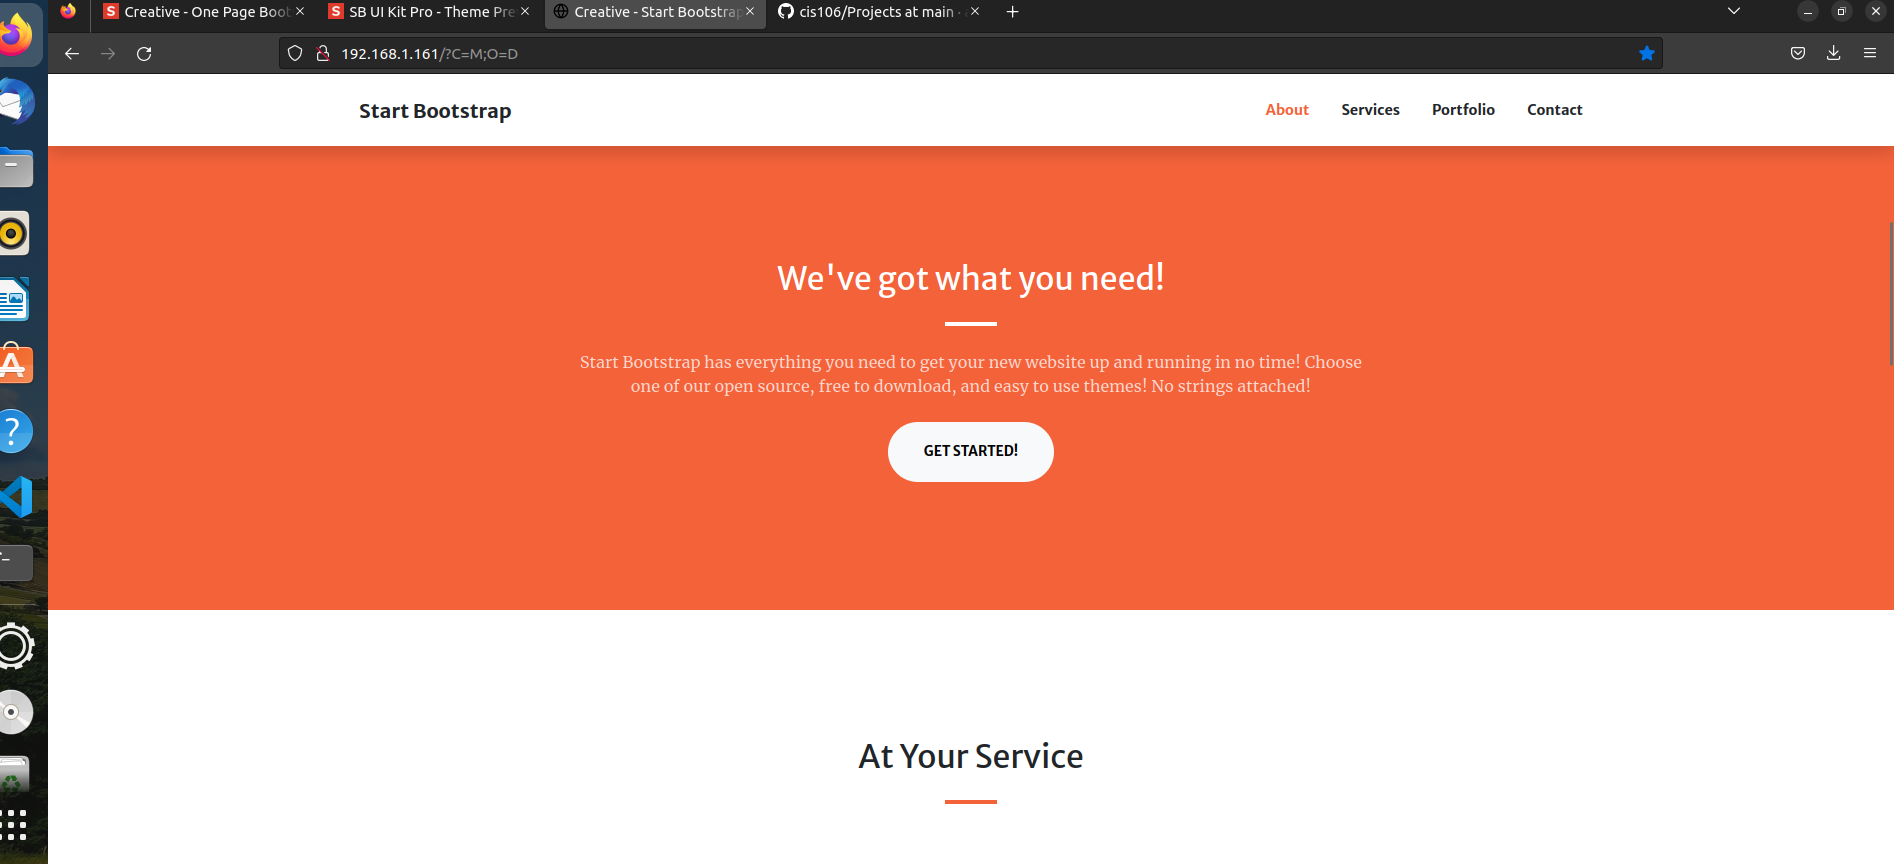 Creative - One Page Boot
SB UI Kit Pro - Theme Pre
Creative - Start Bootstrap
cis106/Projects at main ·
192.168.1.161/?C=M;O=D
Start Bootstrap
About
Services
Portfolio
Contact
We've got what you need!
Start Bootstrap has everything you need to get your new website up and running in no time! Choose
one of our open source, free to download, and easy to use themes! No strings attached!
GET STARTED!
At Your Service